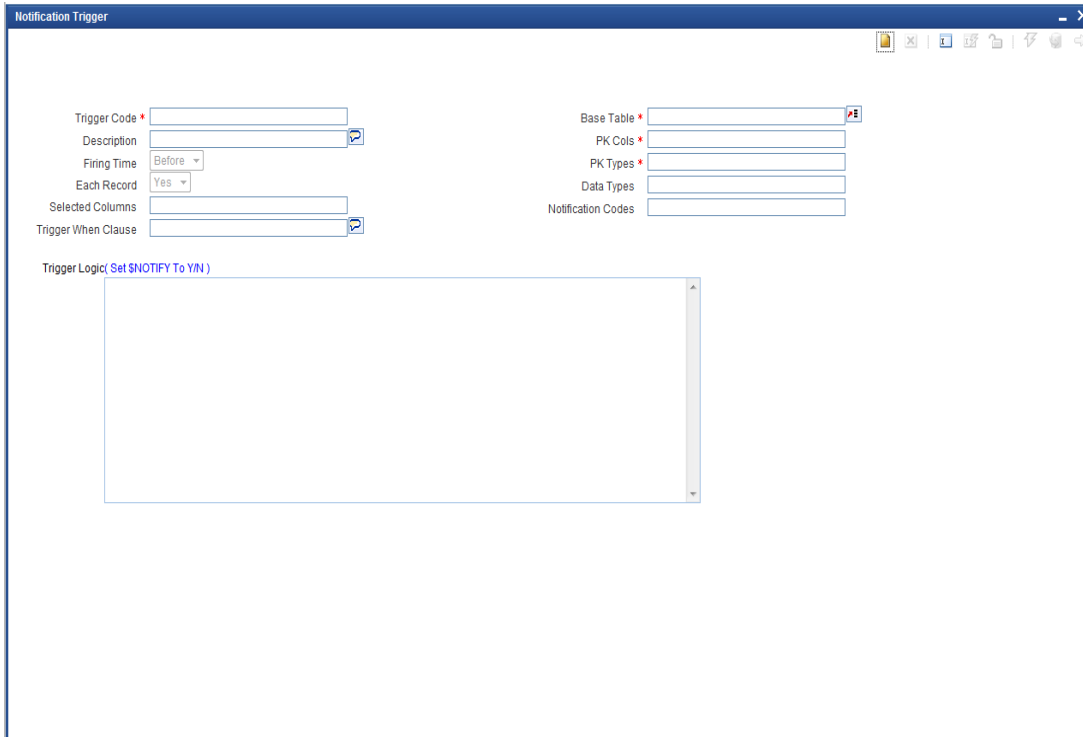 Notification Trigger
Trigger Code *
Description
Firing Time Before
Each Record Yes
Selected Columns
Trigger When Clause
Base Table *
PK Cols *
PK Types *
Data Types
Notification Codes
Trigger Logic( Set $NOTIFY To Y/N )